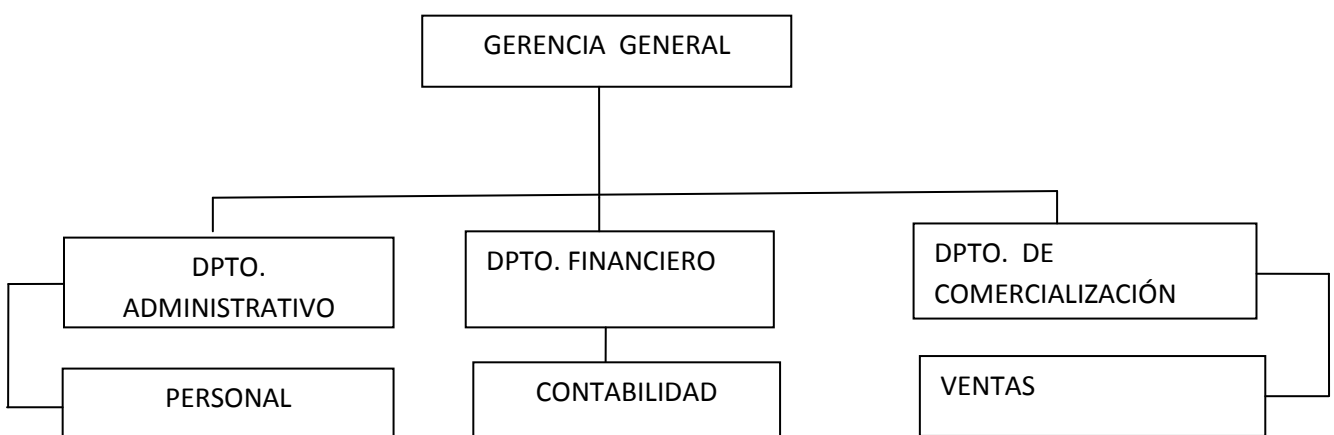 GERENCIA GENERAL
DPTO.
ADMINISTRATIVO
DPTO. FINANCIERO
DPTO. DE
COMERCIALIZACIÓN
PERSONAL
CONTABILIDAD
VENTAS